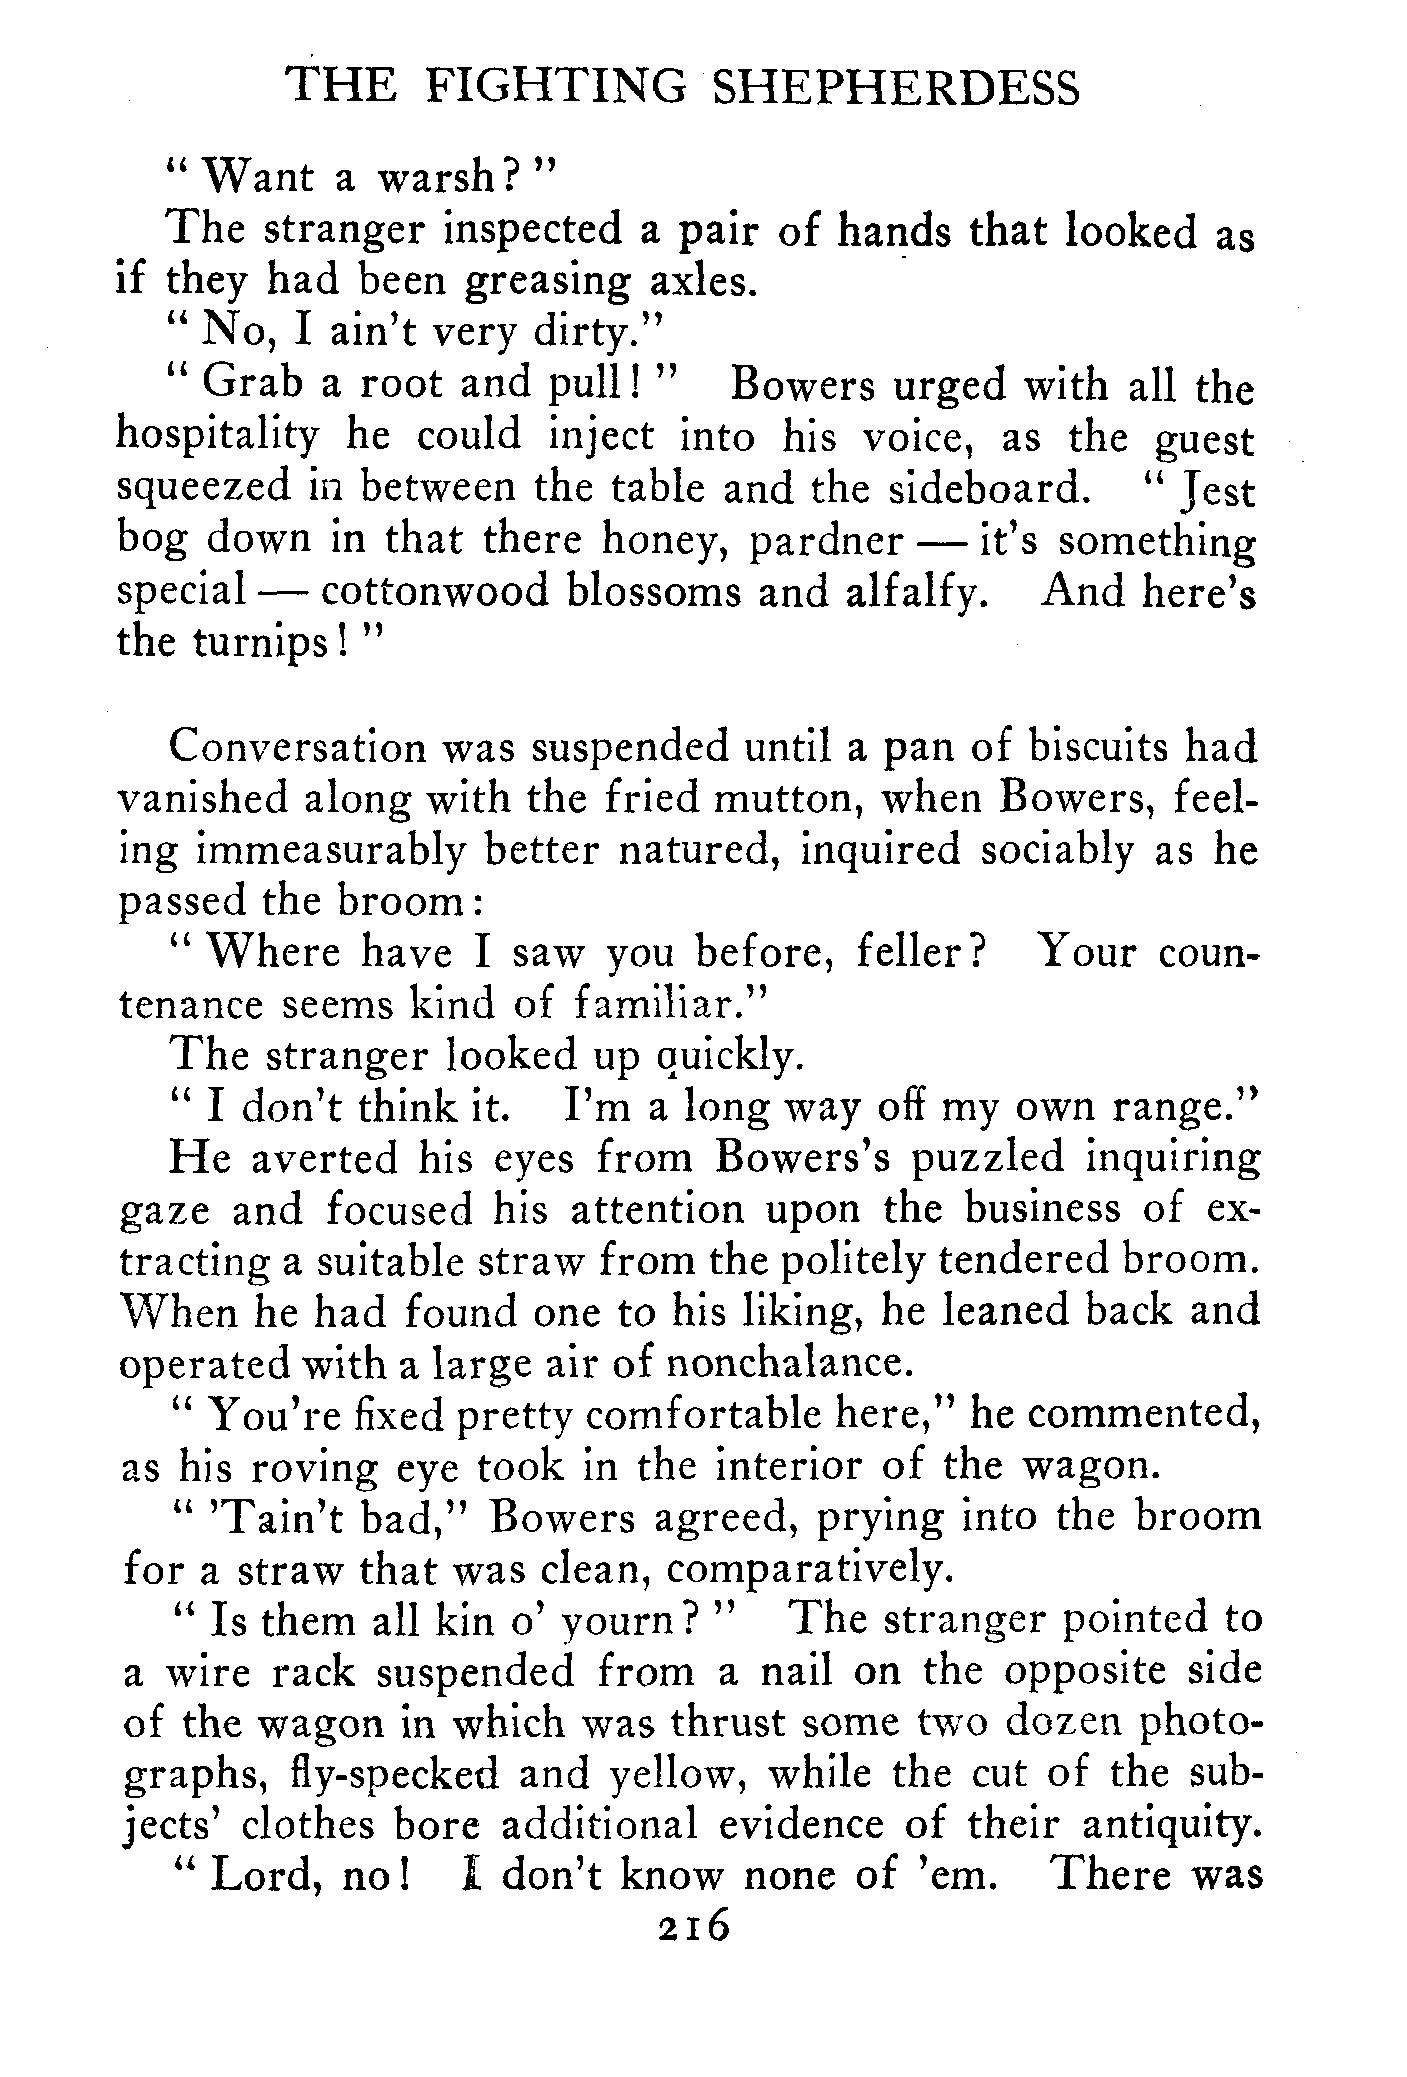 THE FIGHTING SHEPHERDESS
“ Want a warsh? ”
The stranger inspected a pair of hands that looked as
if they had been greasing axles.
“ No, I ain't very dirty.”
“ Grab a root and pull! ” Bowers urged with all the
hospitality he could inject into his voice, as the guest
squeezed in between the table and the sideboard. “ Jest
bog down in that there honey, pardner — it's something
special — cottonwood blossoms and alfalfy. And here's
the turnips! ”
Conversation was suspended until a pan of biscuits had
vanished along with the fried mutton, when Bowers, feel-
ing immeasurably better natured, inquired sociably as he
passed the broom:
“ Where have I saw you before, feller? Your coun-
tenance seems kind of familiar.”
The stranger looked up quickly.
“ I don't think it. I'm a long way off my own range.”
He averted his eyes from Bowers's puzzled inquiring
gaze and focused his attention upon the business of ex-
tracting a suitable straw from the politely tendered broom.
When he had found one to his liking, he leaned back and
operated with a large air of nonchalance.
“ You're fixed pretty comfortable here,” he commented,
as his roving eye took in the interior of the wagon.
“ 'Tain't bad,” Bowers agreed, prying into the broom
for a straw that was clean, comparatively.
“ Is them all kin o' yourn? ” The stranger pointed to
a wire rack suspended from a nail on the opposite side
of the wagon in which was thrust some two dozen photo-
graphs, fly-specked and yellow, while the cut of the sub-
jects' clothes bore additional evidence of their antiquity.
“ Lord, no! I don't know none of 'em. There was
216